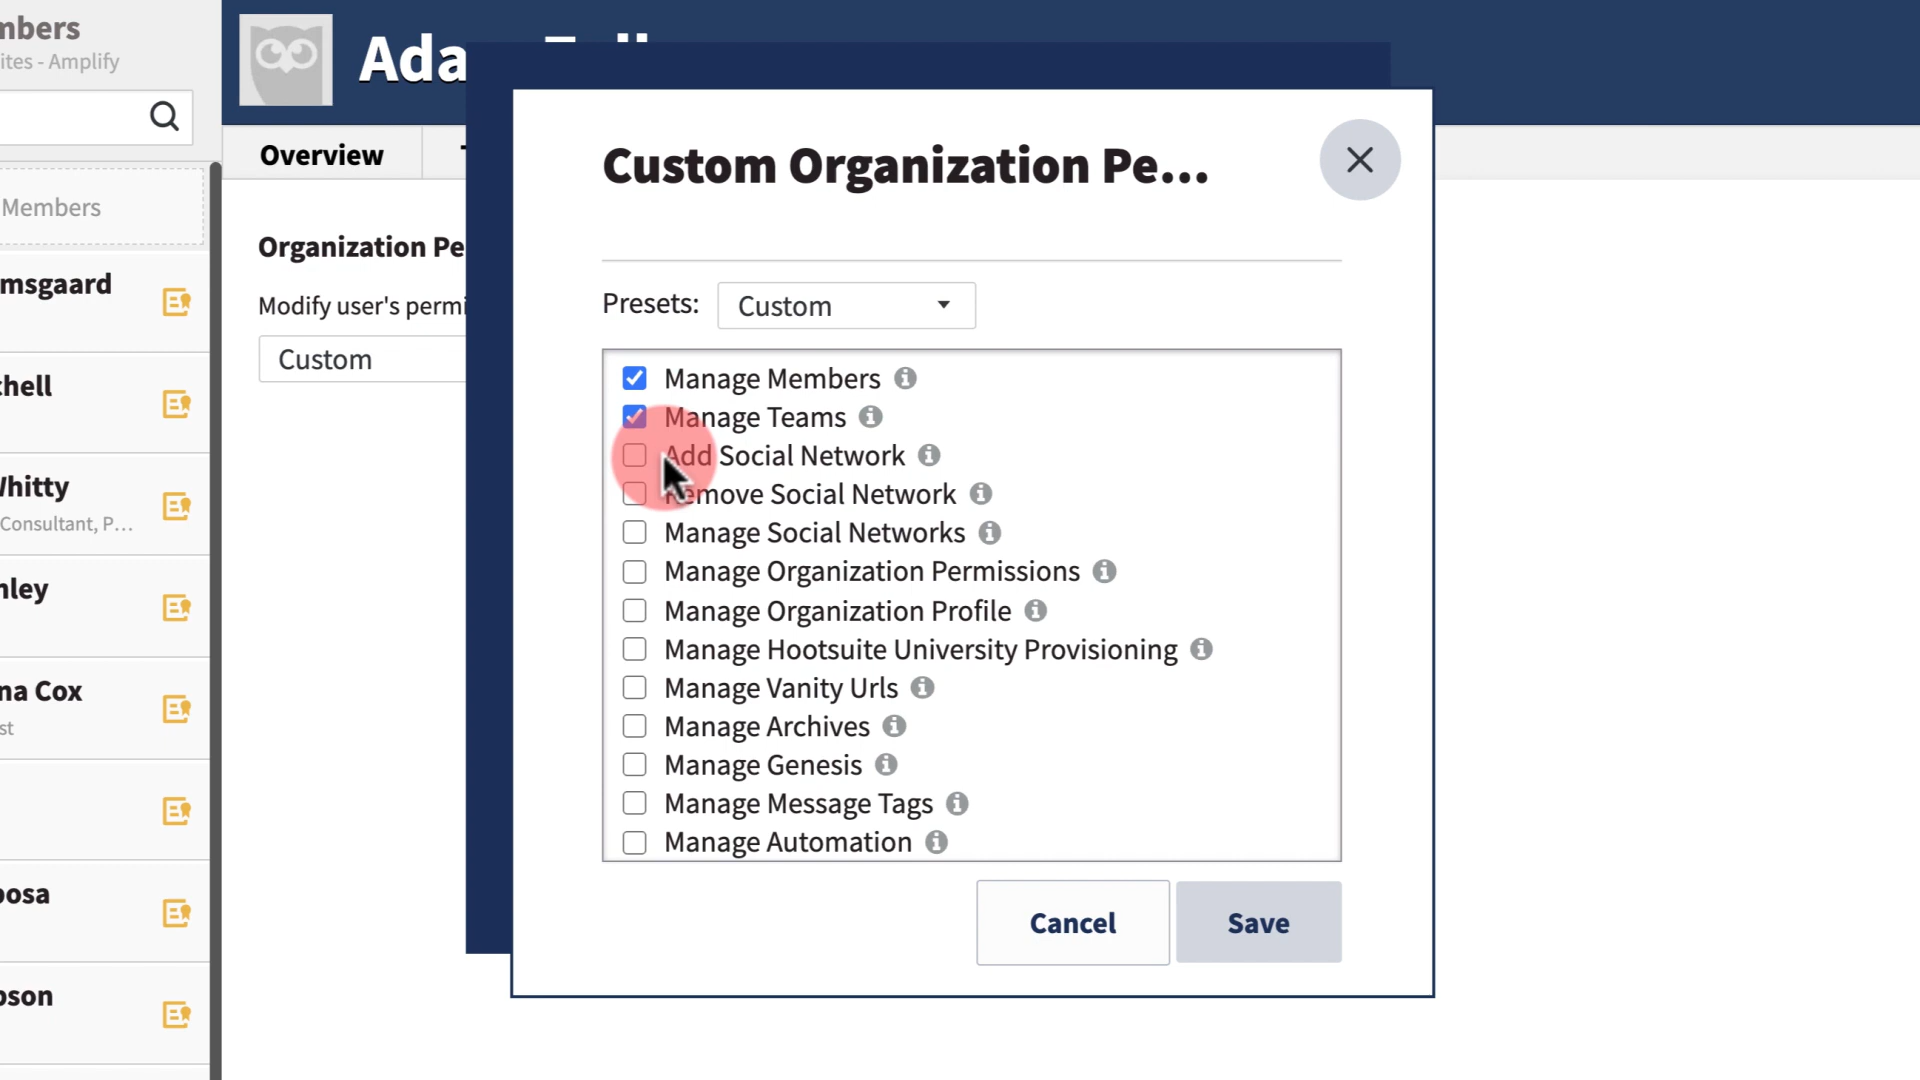 mbers
ites - Amplify
Members
msgaard
hell
Whitty
Consultant, P...
nley
na Cox
st
oosa
oson
Ada
Overview
Organization Pe
Modify user's permi
Custom
Custom Organization Pe...
Presets: Custom
Manage Members
Manage Teams
Add Social Network
Remove Social Network
Manage Social Networks
Manage Organization Permissions
Manage Organization Profile
Manage Hootsuite University Provisioning
Manage Vanity Urls
Manage Archives
Manage Genesis
Manage Message Tags
Manage Automation
Cancel
Save